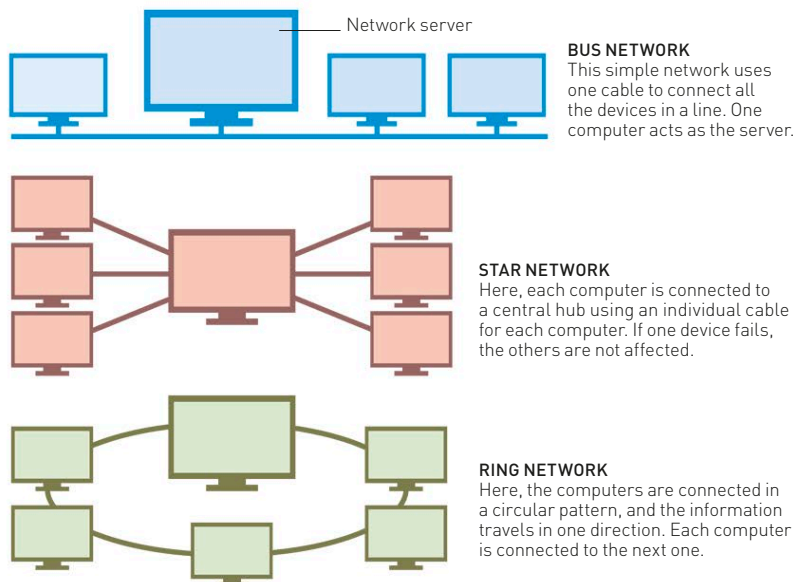 Network server
BUS NETWORK
This simple network uses
one cable to connect all
the devices in a line. One
computer acts as the server.
STAR NETWORK
Here, each computer is connected to
a central hub using an individual cable
for each computer. If one device fails,
the others are not affected.
RING NETWORK
Here, the computers are connected in
a circular pattern, and the information
travels in one direction. Each computer
is connected to the next one.